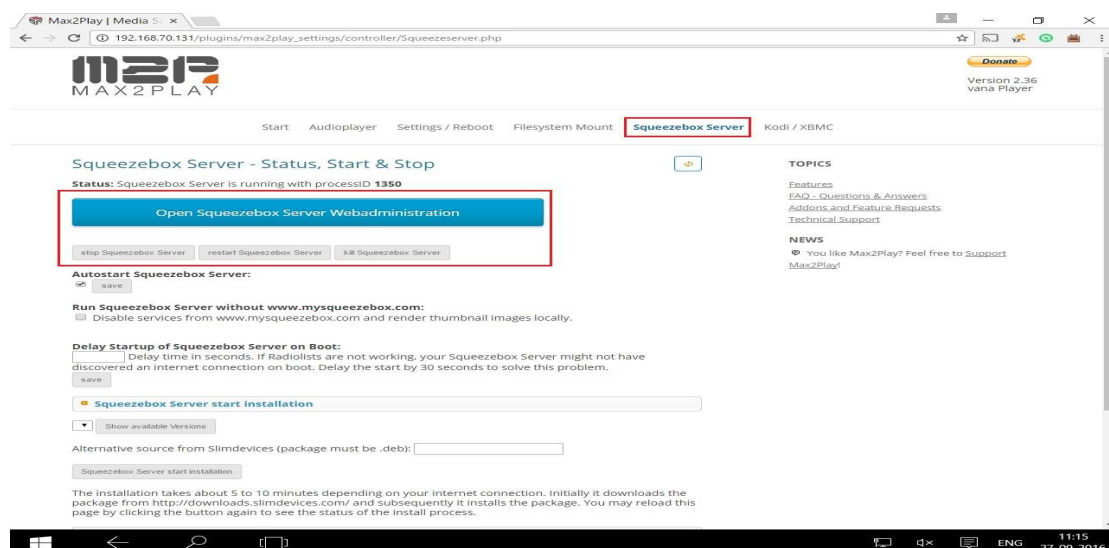 Max2Play | Media S
192.168.70.131/plugins/max2play_settings/controller/Squeezeserver.php
M2P
MAX2PLAY
Donate
Version 2.36
vana Player
Start Audioplayer Settings / Reboot Filesystem Mount Squeezebox Server Kodi / XBMC
Squeezebox Server - Status, Start & Stop
Status: Squeezebox Server is running with processID 1350
Open Squeezebox Server Webadministration
stop Squeezebox Server restart Squeezebox Server kill Squeezebox Server
Autostart Squeezebox Server:
save
Run Squeezebox Server without www.mysqueezebox.com:
Disable services from www.mysqueezebox.com and render thumbnail images locally.
Delay Startup of Squeezebox Server on Boot:
Delay time in seconds. If Radiolists are not working, your Squeezebox Server might not have
discovered an internet connection on boot. Delay the start by 30 seconds to solve this problem.
save
Squeezebox Server start installation
Show available Versions
Alternative source from Slimdevices (package must be .deb):
Squeezebox Server start installation
The installation takes about 5 to 10 minutes depending on your internet connection. Initially it downloads the
package from http://downloads.slimdevices.com/ and subsequently it installs the package. You may reload this
page by clicking the button again to see the status of the install process.
TOPICS
Features
FAQ - Questions & Answers
Addons and Feature Requests
Technical Support
NEWS
You like Max2Play? Feel free to Support
Max2Play!
ENG
11:15
27-09-2016